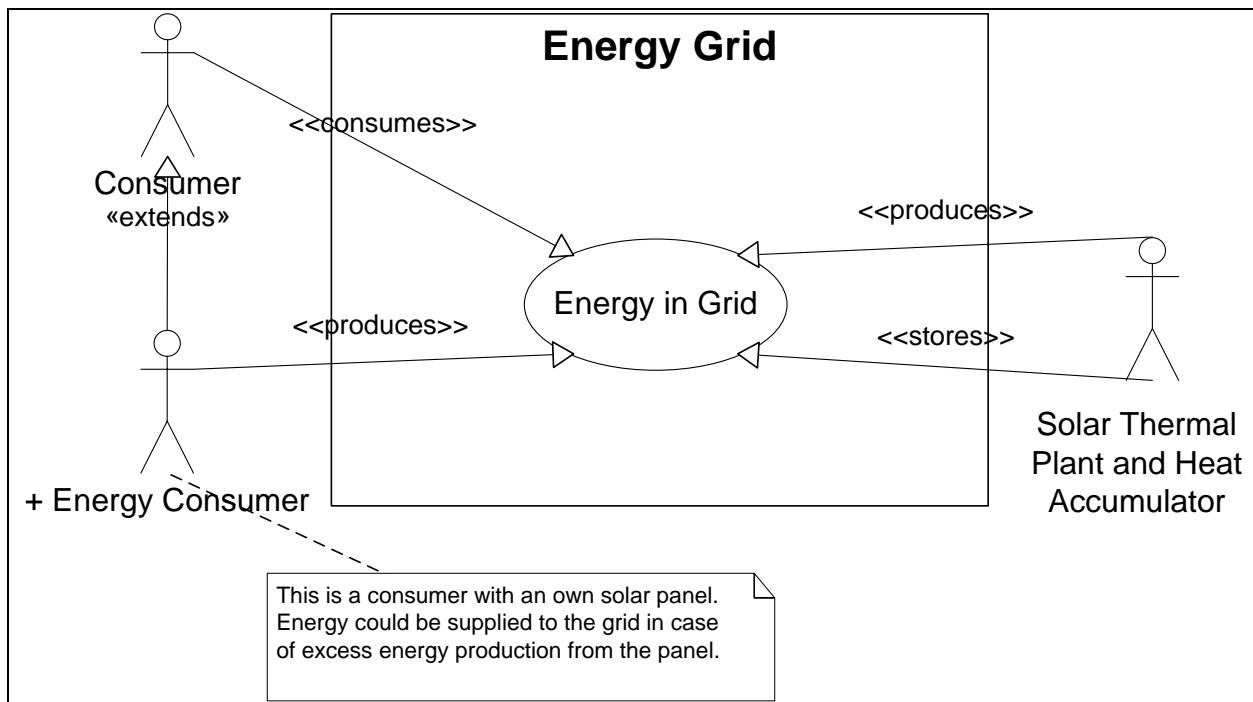 Energy Grid
<<consumes>>
Consumer
«extends»
<<produces>>
Energy in Grid
<<produces>>
<<stores>>
Solar Thermal
Plant and Heat
Accumulator
+ Energy Consumer
This is a consumer with an own solar panel.
Energy could be supplied to the grid in case
of excess energy production from the panel.